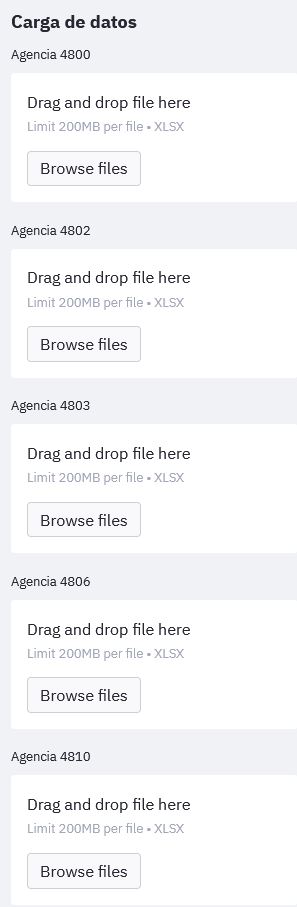 Carga de datos
Agencia 4800
Drag and drop file here
Limit 200MB per file • XLSX
Browse files
Agencia 4802
Drag and drop file here
Limit 200MB per file • XLSX
Browse files
Agencia 4803
Drag and drop file here
Limit 200MB per file • XLSX
Browse files
Agencia 4806
Drag and drop file here
Limit 200MB per file • XLSX
Browse files
Agencia 4810
Drag and drop file here
Limit 200MB per file • XLSX
Browse files